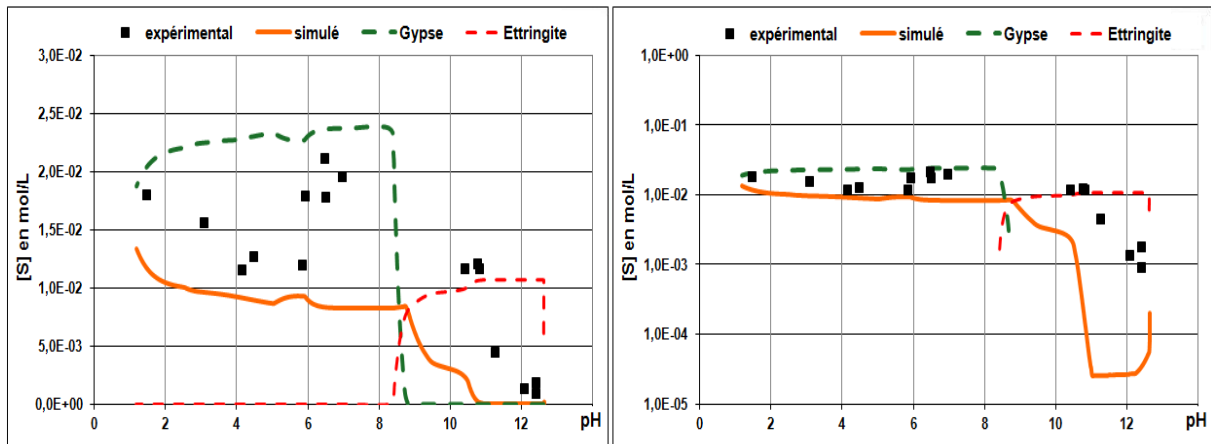 expérimental simulé Gypse Ettringite
3,0E-02
2,5E-02
2,0E-02
1,5E-02
1,0E-02
5,0E-03
0,0E+00
[S] en mol/L
0 2 4 6 8 10 12 pH
expérimental simulé Gypse Ettringite
1,0E+00
1,0E-01
1,0E-02
1,0E-03
1,0E-04
1,0E-05
[S] en mol/L
0 2 4 6 8 10 12 pH